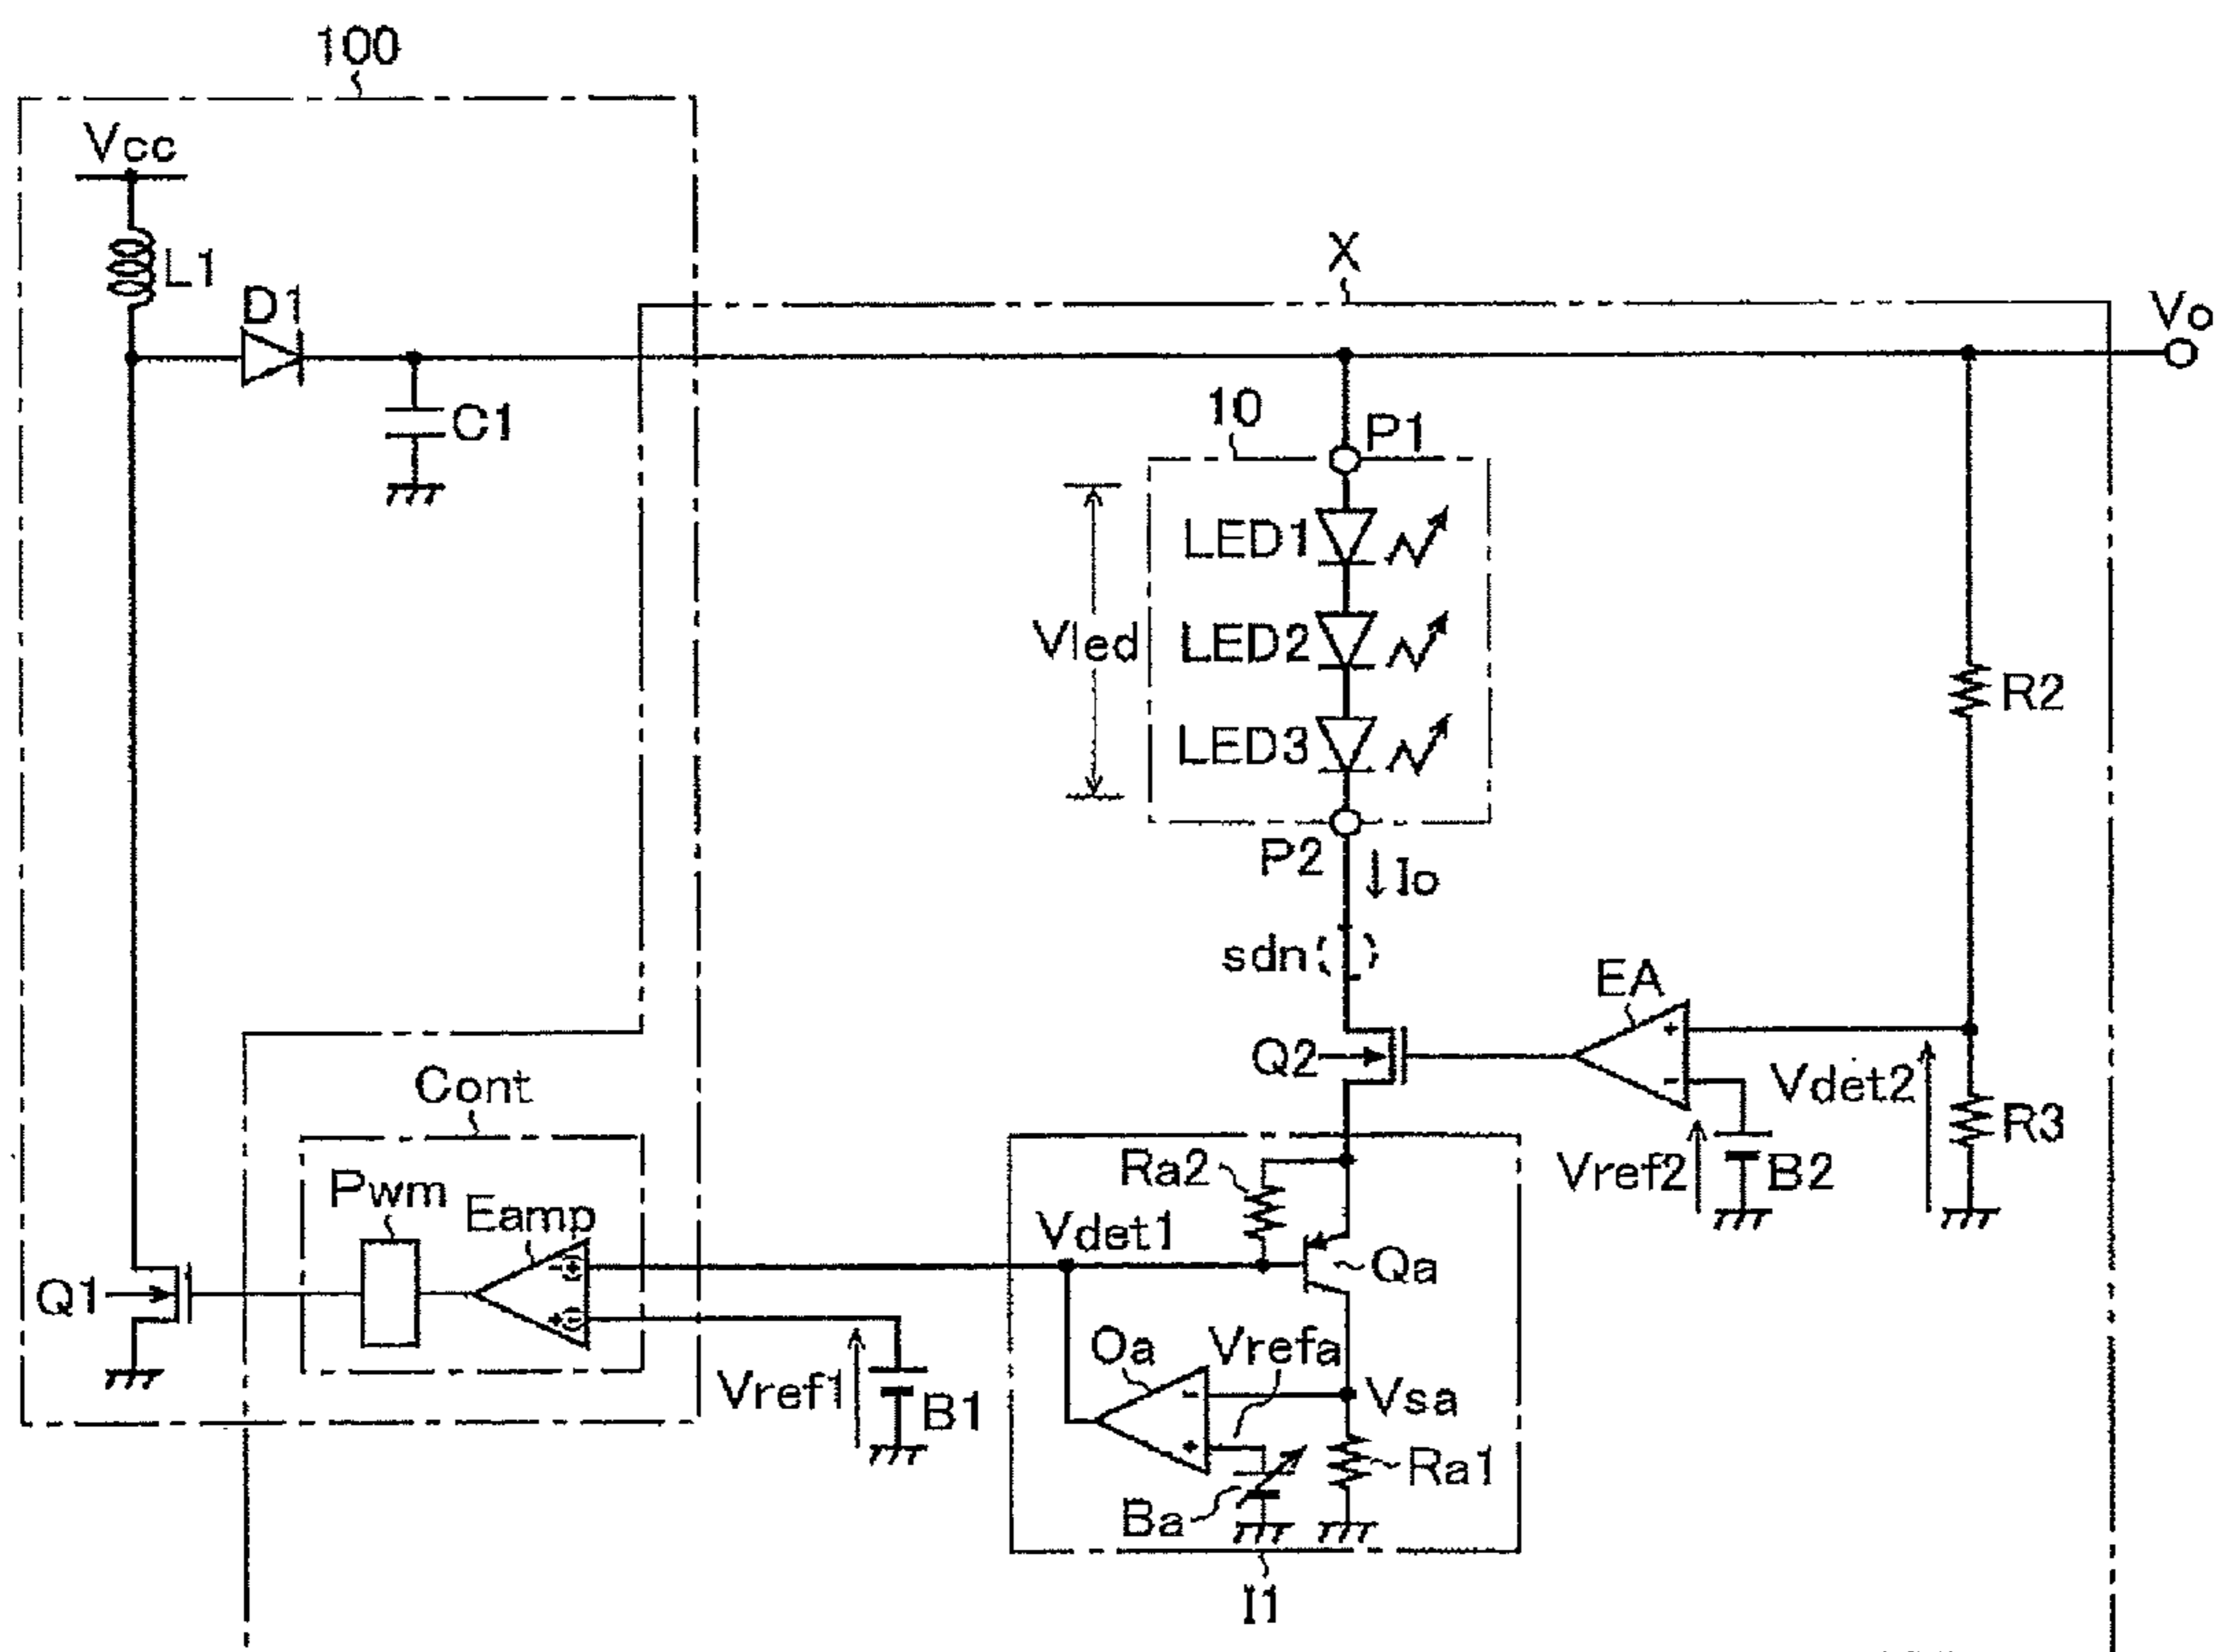 100
Vcc
L1
D1
C1
X
Vo
10
P1
LED1
Vled
LED2
R2
LED3
P2
Io
sdn
EA
+
-
Q2
Vdet2
R3
Vref2
B2
Cont
Pwm
Eamp
Q1
Vref1
B1
Ra2
Vdet1
Qa
Oa
Vrefa
-
+
Vsa
Ra1
Ba
I1